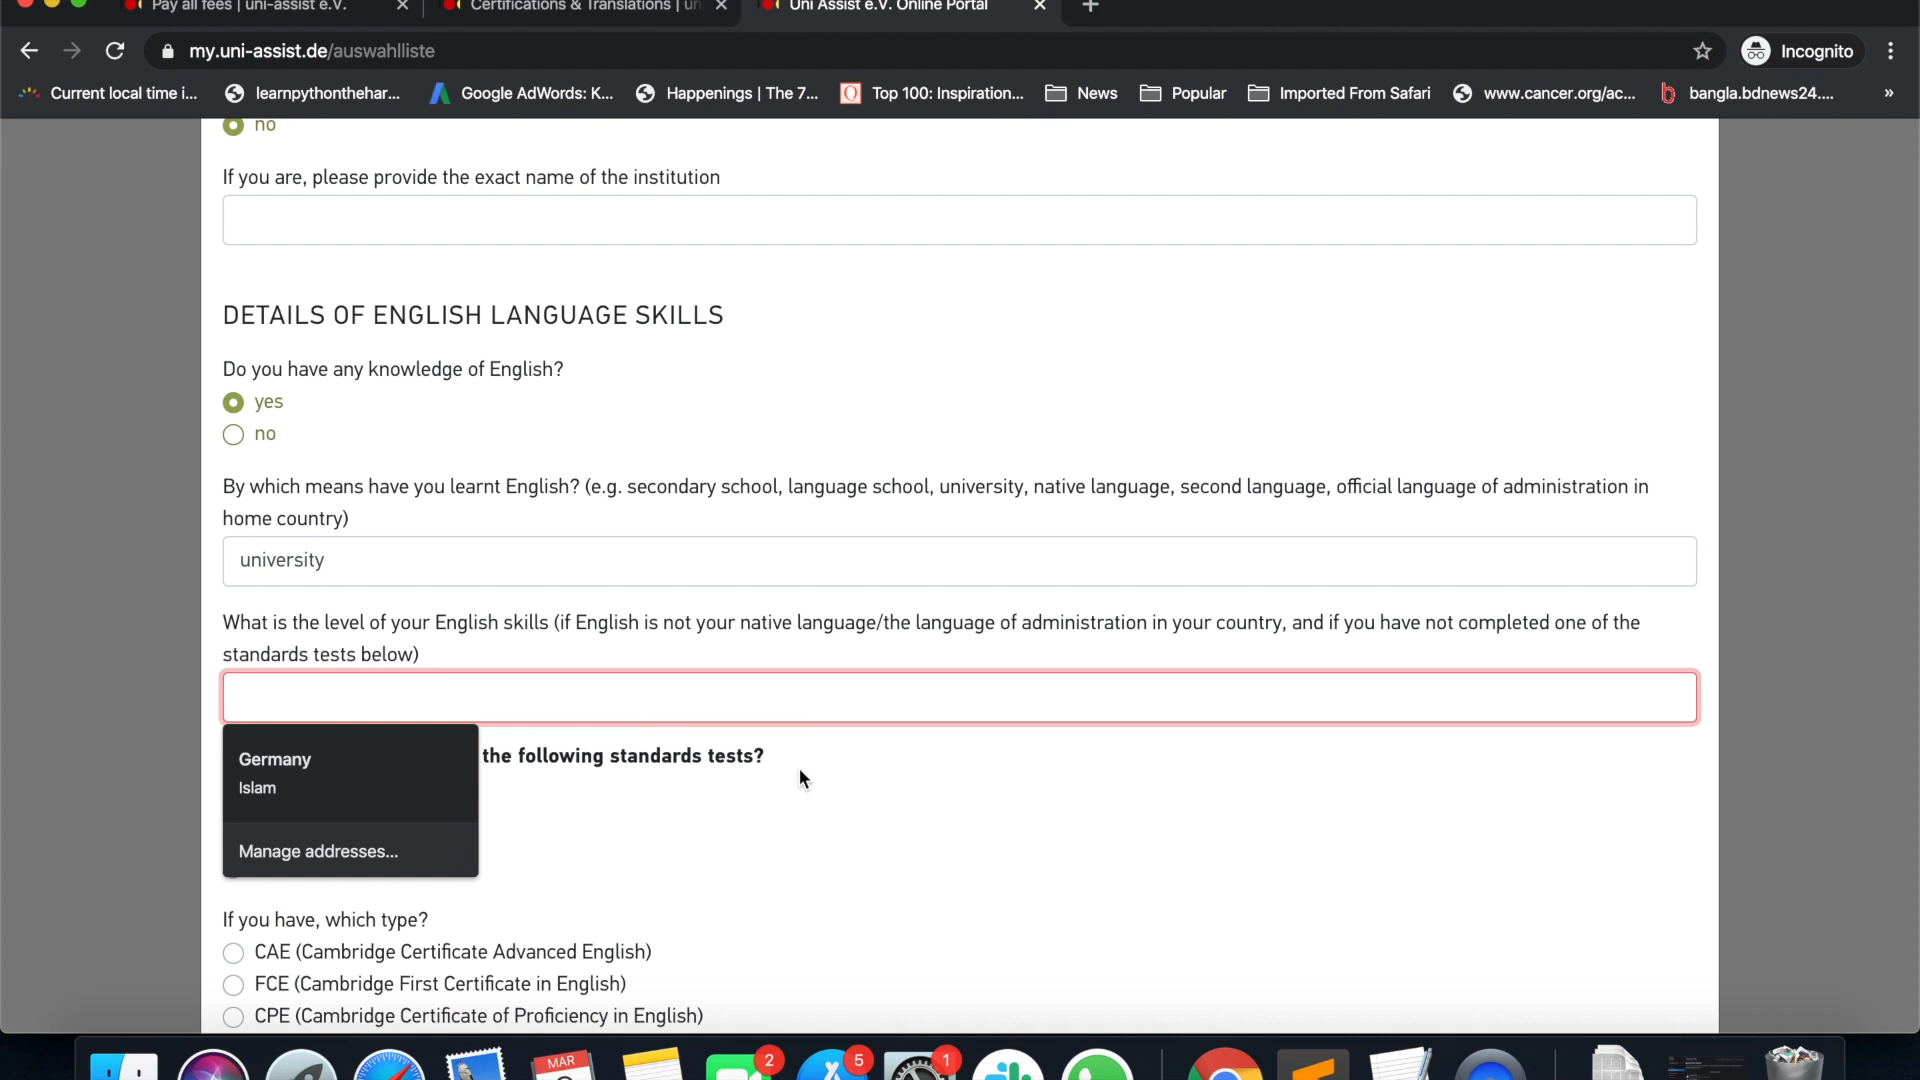 Pay all fees | uni-assist e.V.
Certifications & Translations | un
Uni Assist e.V. Online Portal
my.uni-assist.de/auswahlliste
Incognito
Current local time i...
learnpythonthehar...
Google AdWords: K...
Happenings | The 7...
Top 100: Inspiration...
News
Popular
Imported From Safari
www.cancer.org/ac...
bangla.bdnews24....
»
no
If you are, please provide the exact name of the institution
DETAILS OF ENGLISH LANGUAGE SKILLS
Do you have any knowledge of English?
yes
no
By which means have you learnt English? (e.g. secondary school, language school, university, native language, second language, official language of administration in
home country)
university
What is the level of your English skills (if English is not your native language/the language of administration in your country, and if you have not completed one of the
standards tests below)
Germany
Islam
Manage addresses...
the following standards tests?
If you have, which type?
CAE (Cambridge Certificate Advanced English)
FCE (Cambridge First Certificate in English)
CPE (Cambridge Certificate of Proficiency in English)
MAR
2
5
1